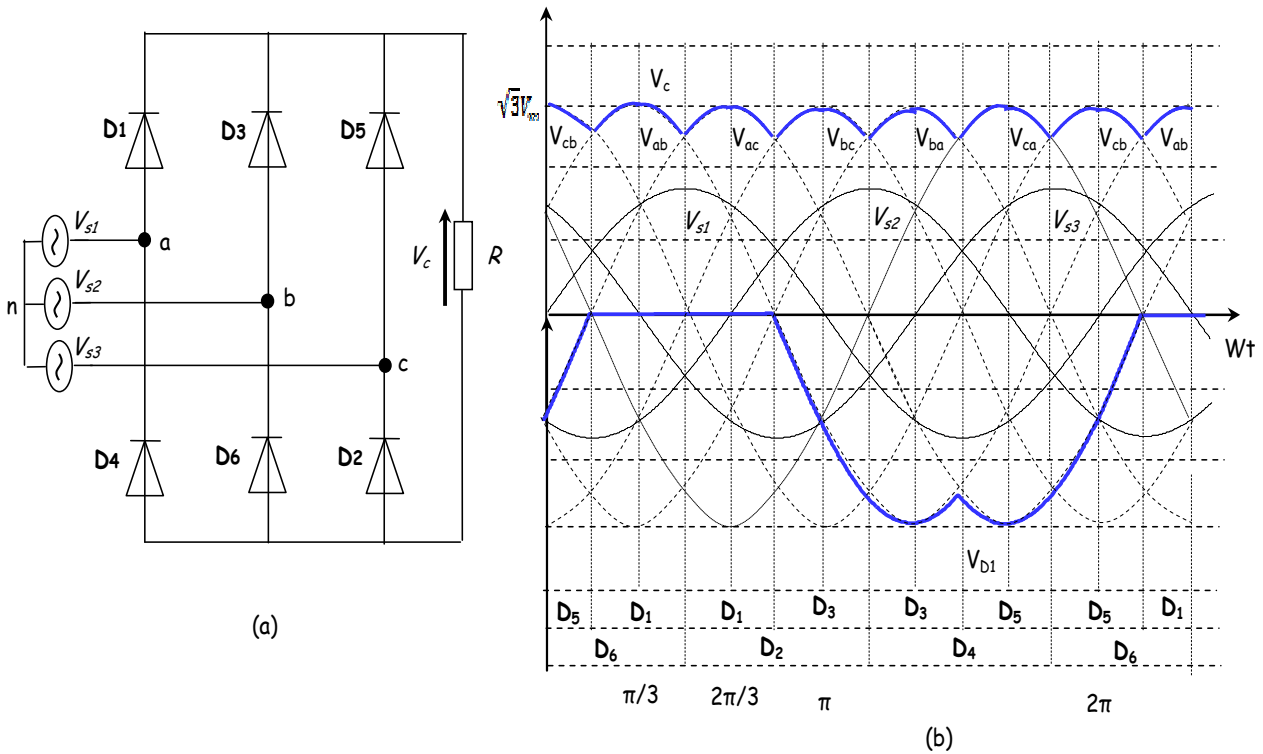 D1
D3
D5
Vs1
a
Vs2
b
n
Vs3
c
Vc
R
D4
D6
D2
(a)
Vc
Vcb
Vab
Vac
Vbc
Vba
Vca
Vcb
Vab
Vs1
Vs2
Vs3
Wt
VD1
D5 D1 D1 D3 D3 D5 D5 D1
D6 D2 D4 D6
π/3 2π/3 π 2π
(b)